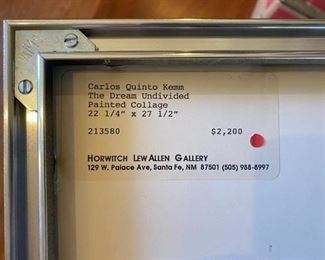 Carlos Quinto Kemm
The Dream Undivided
Painted Collage
22 1/4" x 27 1/2"
213580 $2,200
HORWITCH LEWALLEN GALLERY
129 W. Palace Ave, Santa Fe, NM 87501 (505) 988-8997